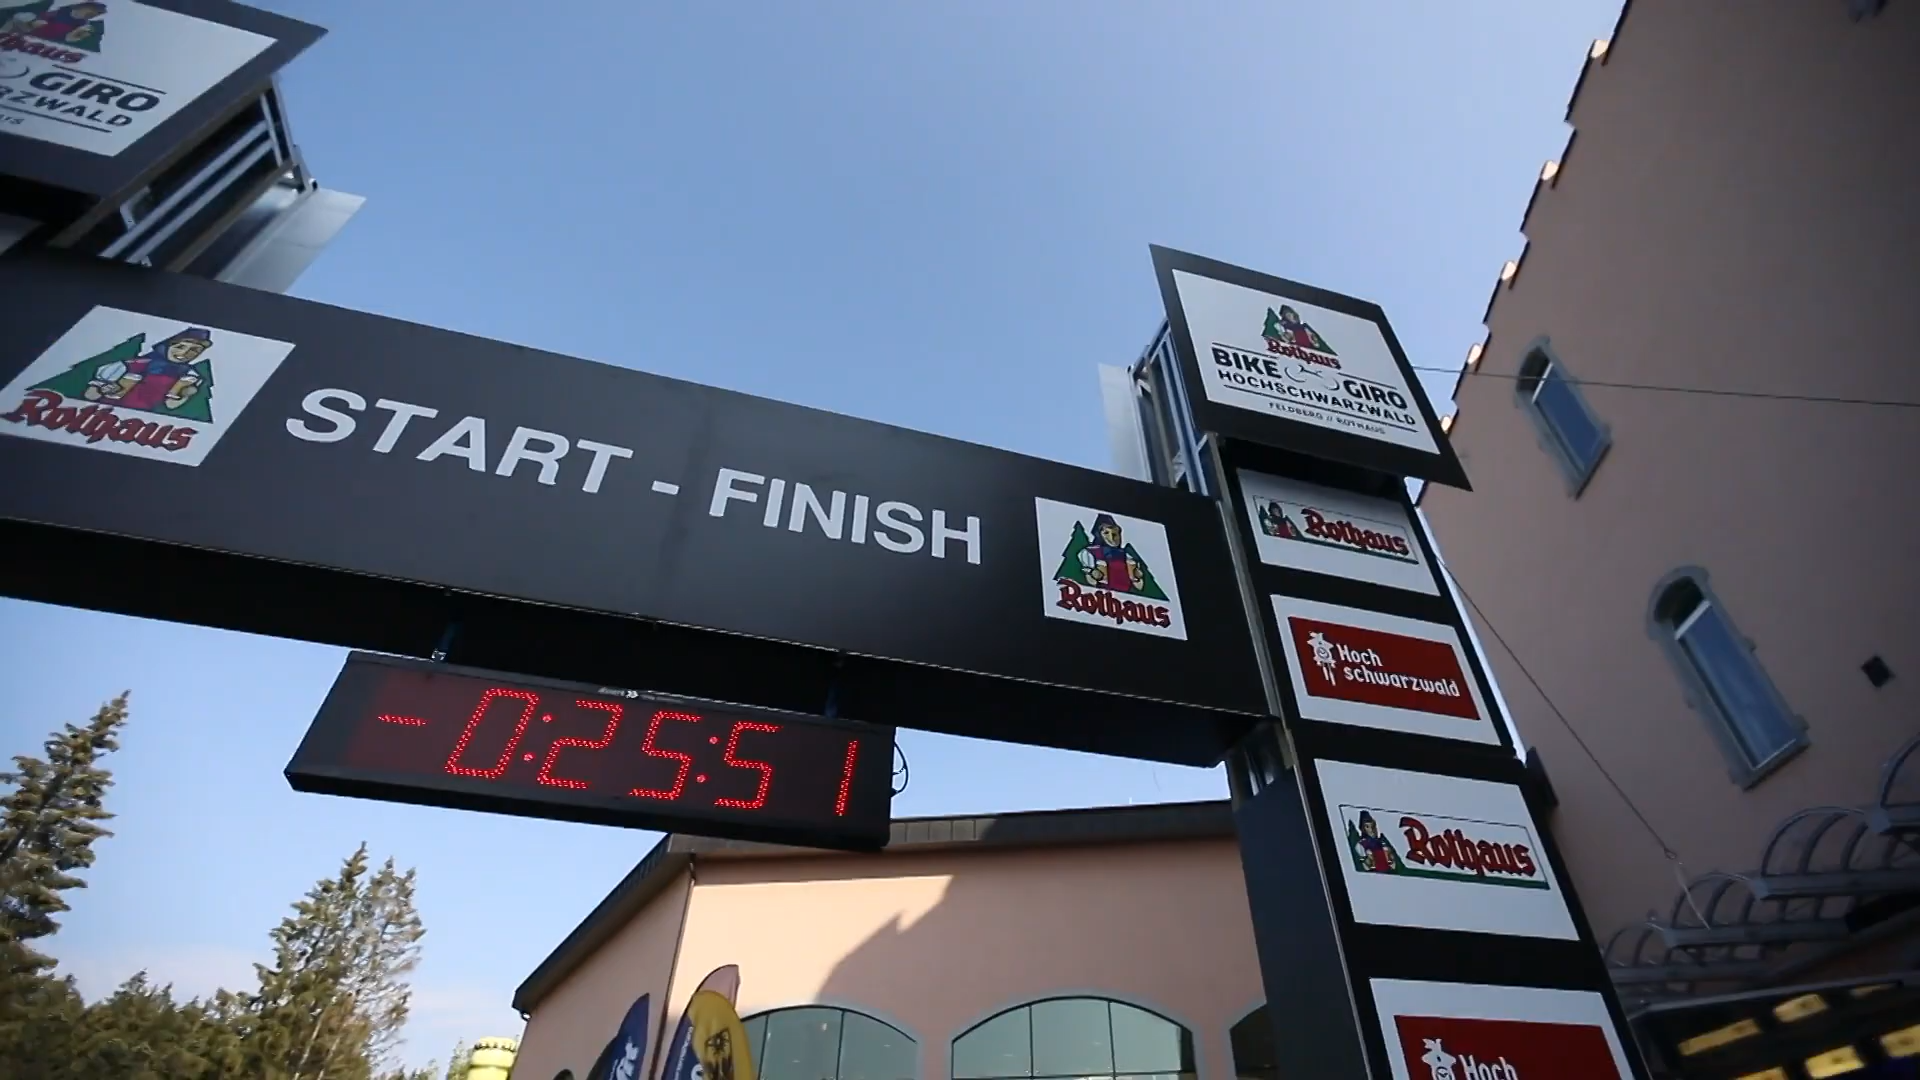 Rothaus
GIRO
Rothaus
START - FINISH
Rothaus
-0:25:51
Rothaus
BIKE GIRO
HOCHSCHWARZWALD
FELDBERG // ROTHAUS
Rothaus
Hoch
schwarzwald
Rothaus
Hoch